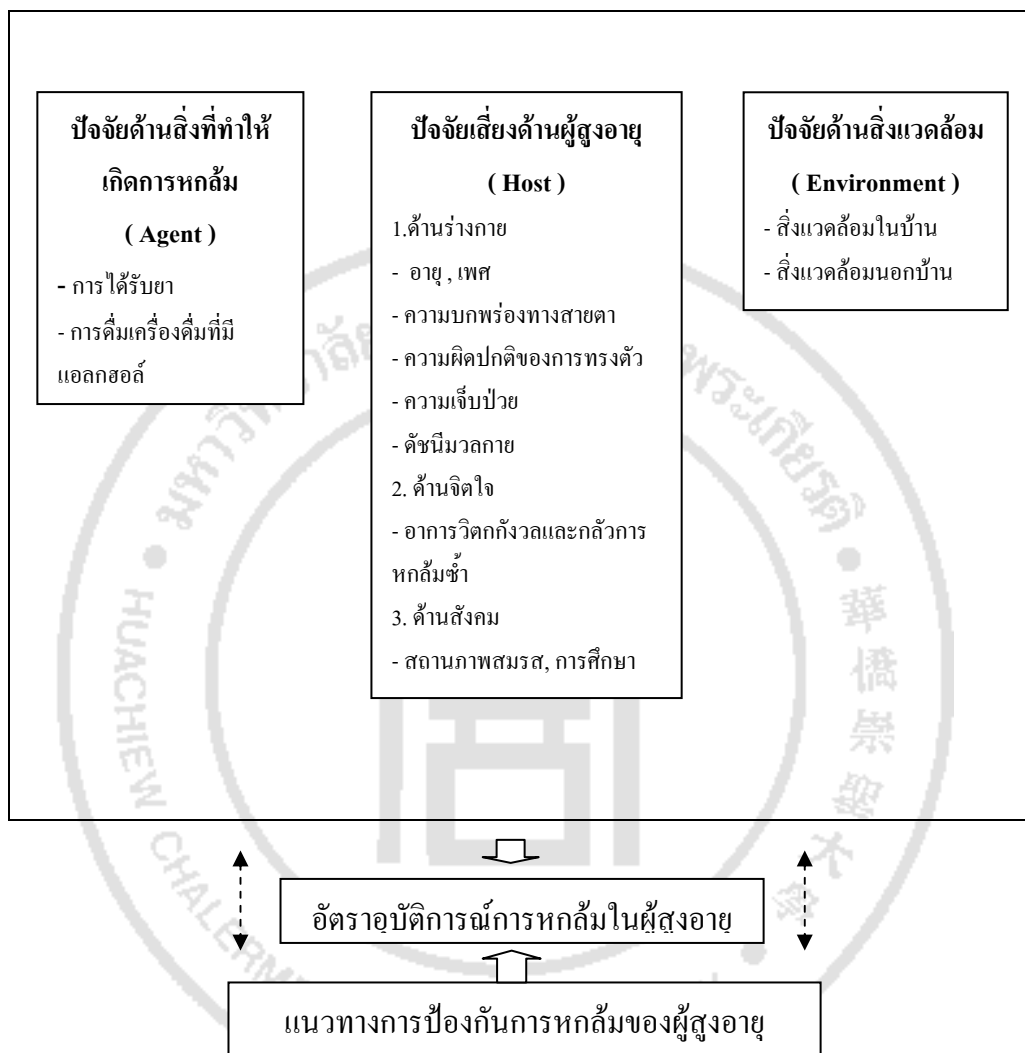 ปัจจัยด้านสิ่งที่ทำให้
เกิดการหกล้ม
( Agent )
- การได้รับยา
- การดื่มเครื่องดื่มที่มี
แอลกฮอล์
ปัจจัยเสี่ยงด้านผู้สูงอายุ
( Host )
1.ด้านร่างกาย
- อายุ , เพศ
- ความบกพร่องทางสายตา
- ความผิดปกติของการทรงตัว
- ความเจ็บป่วย
- ดัชนีมวลกาย
2. ด้านจิตใจ
- อาการวิตกกังวลและกลัวการ
หกล้มซ้ำ
3. ด้านสังคม
- สถานภาพสมรส, การศึกษา
ปัจจัยด้านสิ่งแวดล้อม
( Environment )
- สิ่งแวดล้อมในบ้าน
- สิ่งแวดล้อมนอกบ้าน
อัตราอุบัติการณ์การหกล้มในผู้สูงอายุ
แนวทางการป้องกันการหกล้มของผู้สูงอายุ
HUACHIEW
พระเกียรติ
華僑崇
大